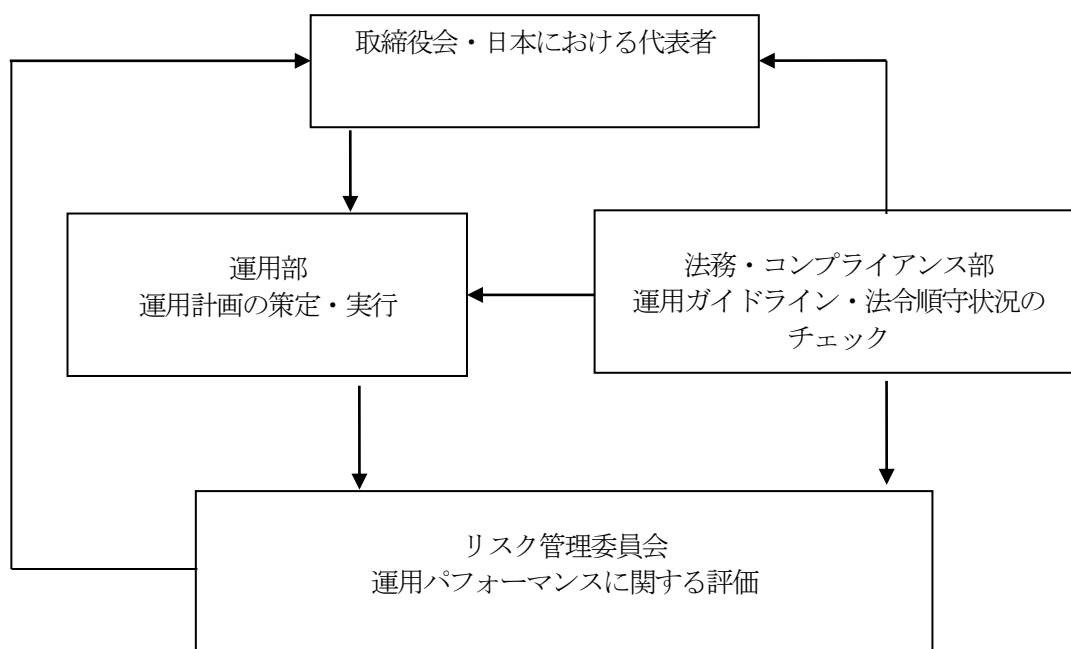 取締役会・日本における代表者
運用部
運用計画の策定・実行
法務・コンプライアンス部
運用ガイドライン・法令順守状況の
チェック
リスク管理委員会
運用パフォーマンスに関する評価